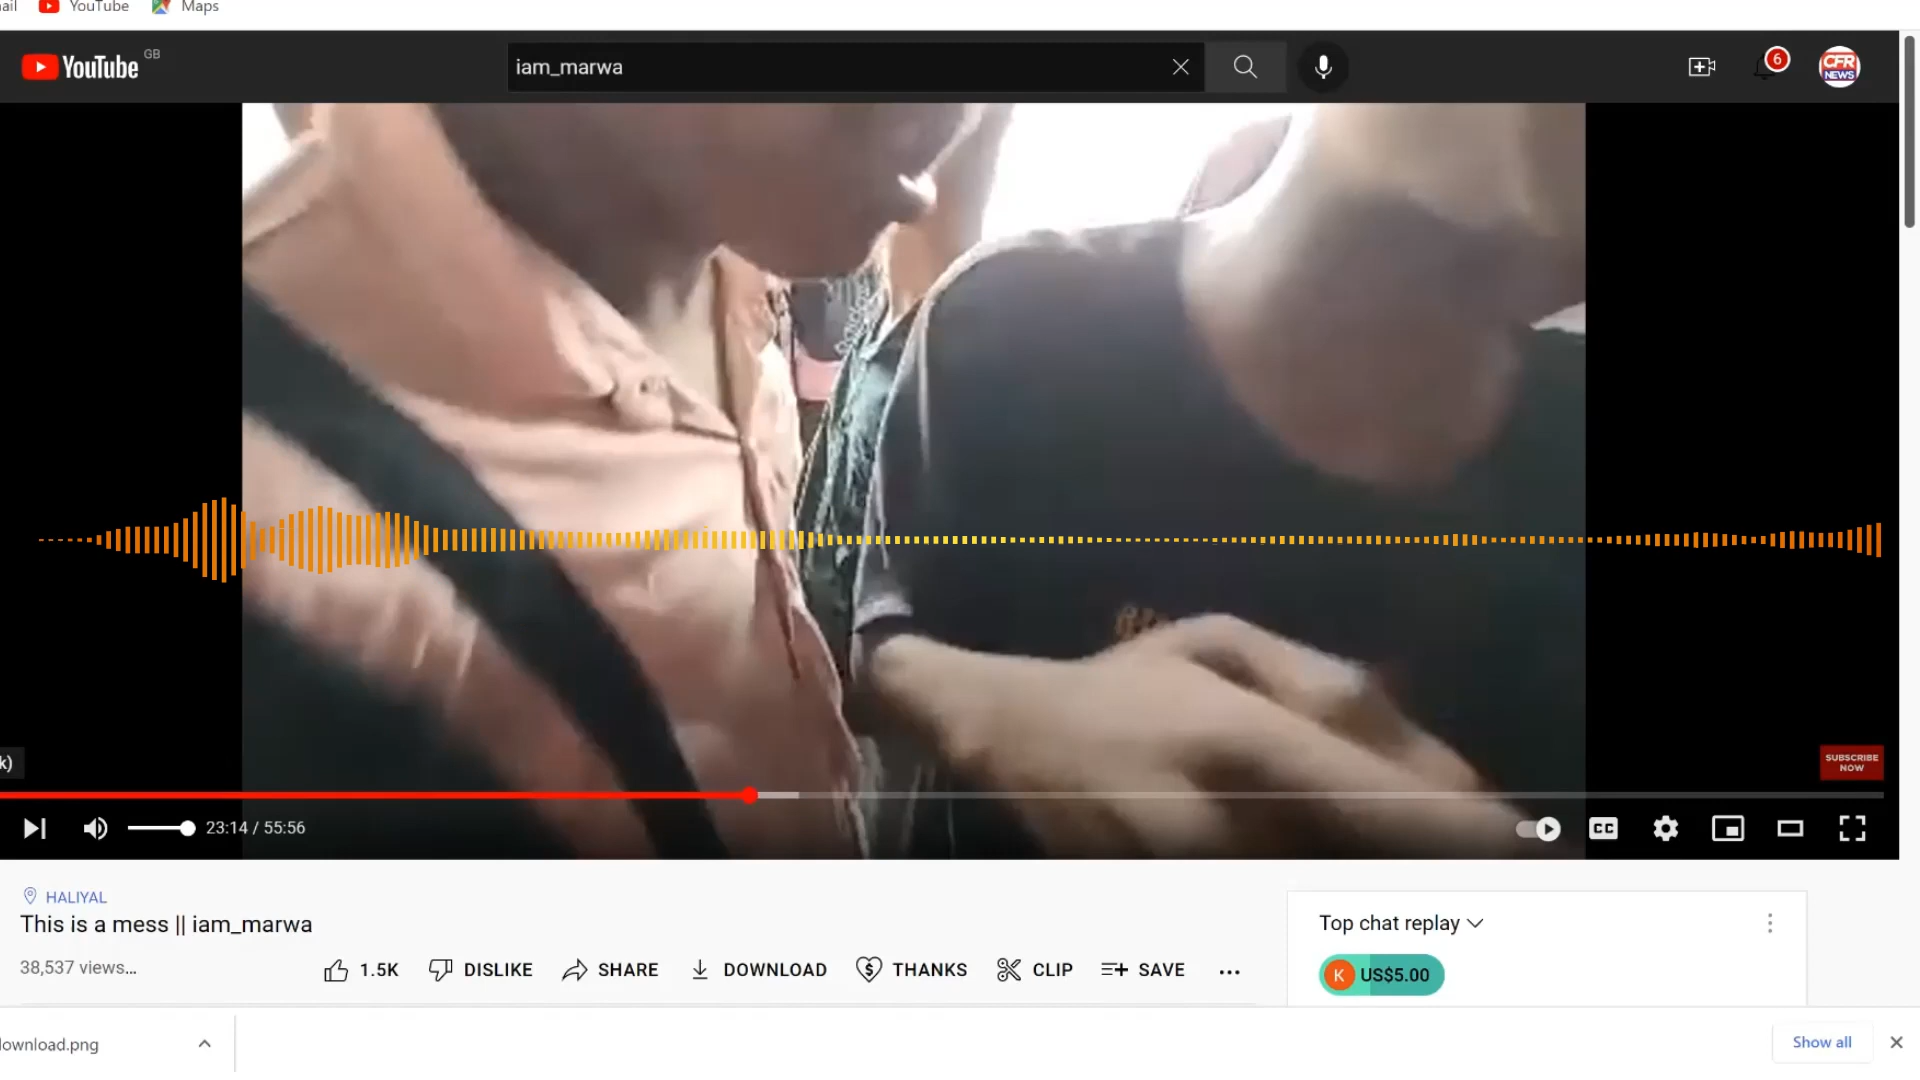 YouTube
Maps
YouTube GB
iam_marwa
6
CFR
NEWS
SUBSCRIBE
NOW
k)
23:14 / 55:56
CC
HALIYAL
This is a mess || iam_marwa
38,537 views...
1.5K
DISLIKE
SHARE
DOWNLOAD
THANKS
CLIP
SAVE
...
Top chat replay
K US$5.00
ownload.png
Show all